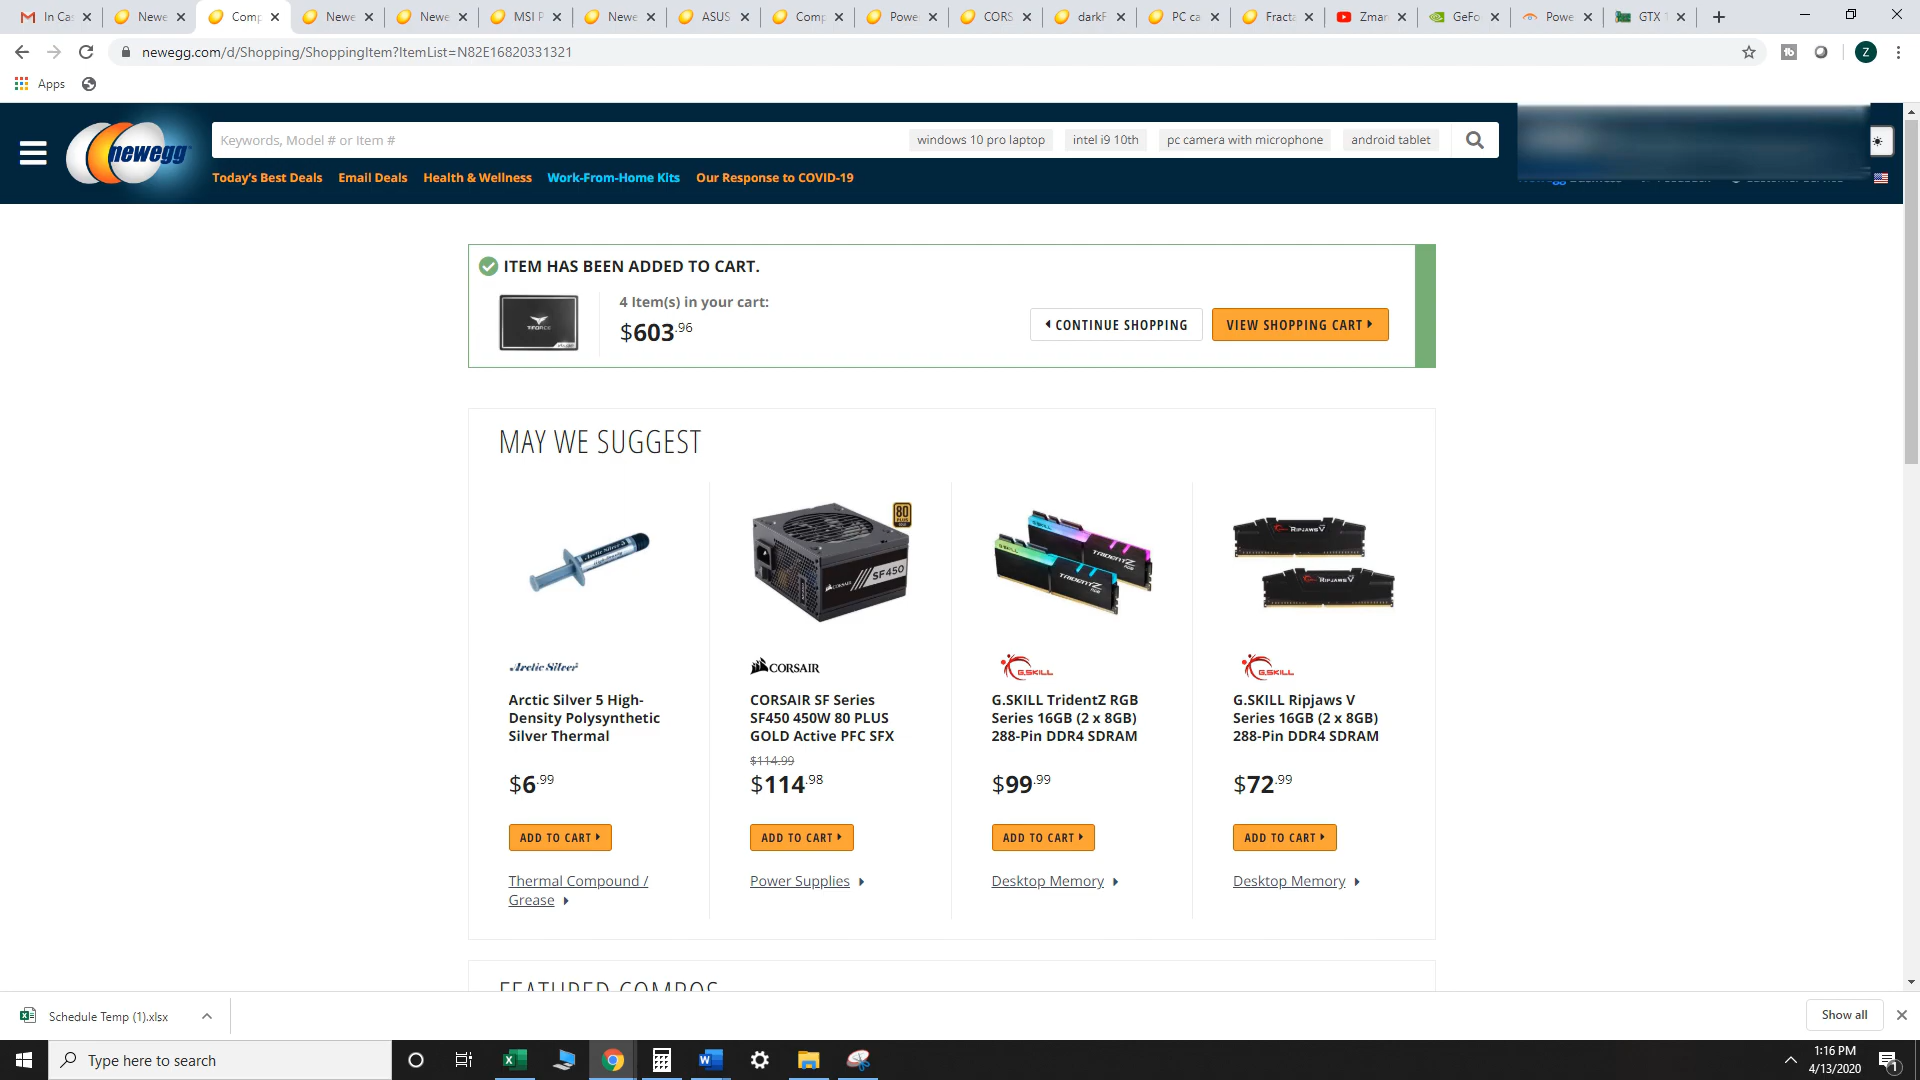 In Ca
Newe
Comp
Newe
Newe
MSI P
Newe
ASUS
Comp
Powe
CORS
darkF
PC ca
Fracta
Zmar
GeFo
Powe
GTX 1
newegg.com/d/Shopping/ShoppingItem?ItemList=N82E16820331321
Z
Apps
newegg
Keywords, Model # or Item #
windows 10 pro laptop
intel i9 10th
pc camera with microphone
android tablet
Today's Best Deals
Email Deals
Health & Wellness
Work-From-Home Kits
Our Response to COVID-19
ITEM HAS BEEN ADDED TO CART.
4 Item(s) in your cart:
$603.96
CONTINUE SHOPPING
VIEW SHOPPING CART
MAY WE SUGGEST
Arctic Silver
CORSAIR
G.SKILL
G.SKILL
Arctic Silver 5 High-
Density Polysynthetic
Silver Thermal
CORSAIR SF Series
SF450 450W 80 PLUS
GOLD Active PFC SFX
G.SKILL TridentZ RGB
Series 16GB (2 x 8GB)
288-Pin DDR4 SDRAM
G.SKILL Ripjaws V
Series 16GB (2 x 8GB)
288-Pin DDR4 SDRAM
$6.99
$114.99
$114.98
$99.99
$72.99
ADD TO CART
ADD TO CART
ADD TO CART
ADD TO CART
Thermal Compound /
Grease
Power Supplies
Desktop Memory
Desktop Memory
FEATURED COMBOS
Schedule Temp (1).xlsx
Show all
Type here to search
1:16 PM
4/13/2020